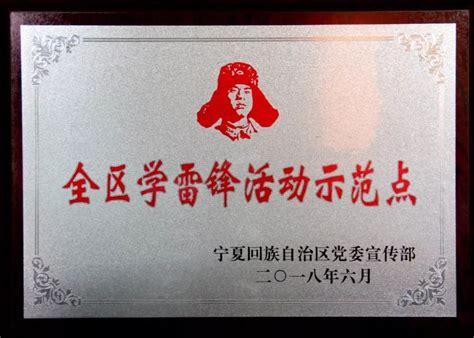 全区学雷锋活动示范点
宁夏回族自治区党委宣传部
二〇一八年六月